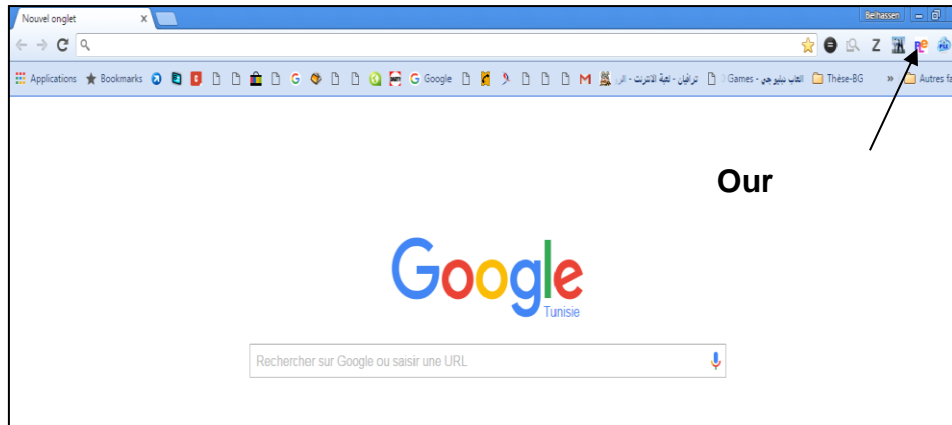 Nouvel onglet
Belhassen
Applications Bookmarks Google ترافيان - لعبة الانترنت - الر Games - العاب بيليو جي Thèse-BG » Autres fa
Our
Google
Tunisie
Rechercher sur Google ou saisir une URL